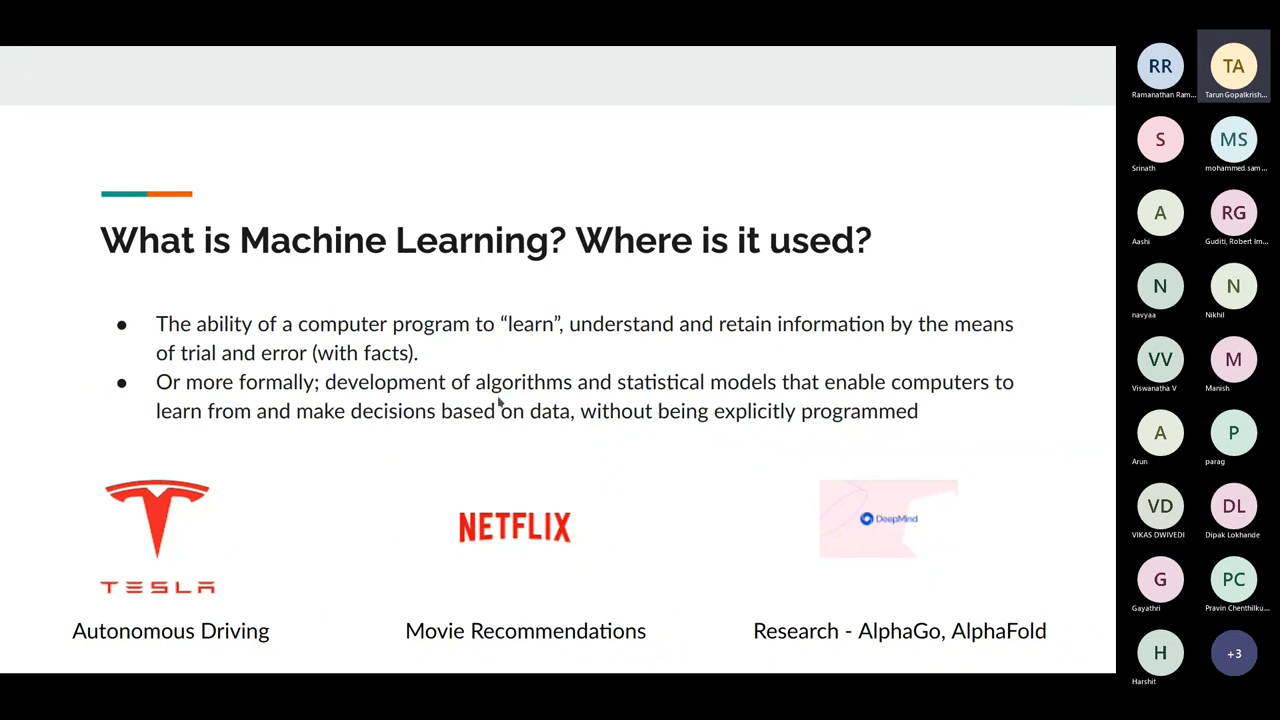 What is Machine Learning? Where is it used?
● The ability of a computer program to “learn”, understand and retain information by the means
of trial and error (with facts).
● Or more formally; development of algorithms and statistical models that enable computers to
learn from and make decisions based on data, without being explicitly programmed
TESLA
NETFLIX
DeepMind
Autonomous Driving
Movie Recommendations
Research - AlphaGo, AlphaFold
RR
Ramanathan Ram...
TA
Tarun Gopalkrish...
S
Srinath
MS
mohammed sam...
A
Aashi
RG
Guditi, Robert Im...
N
navyaa
N
Nikhil
VV
Viswanatha V
M
Manish
A
Arun
P
parag
VD
VIKAS DWIVEDI
DL
Dipak Lokhande
G
Gayathri
PC
Pravin Chenthilku...
H
Harshit
+3